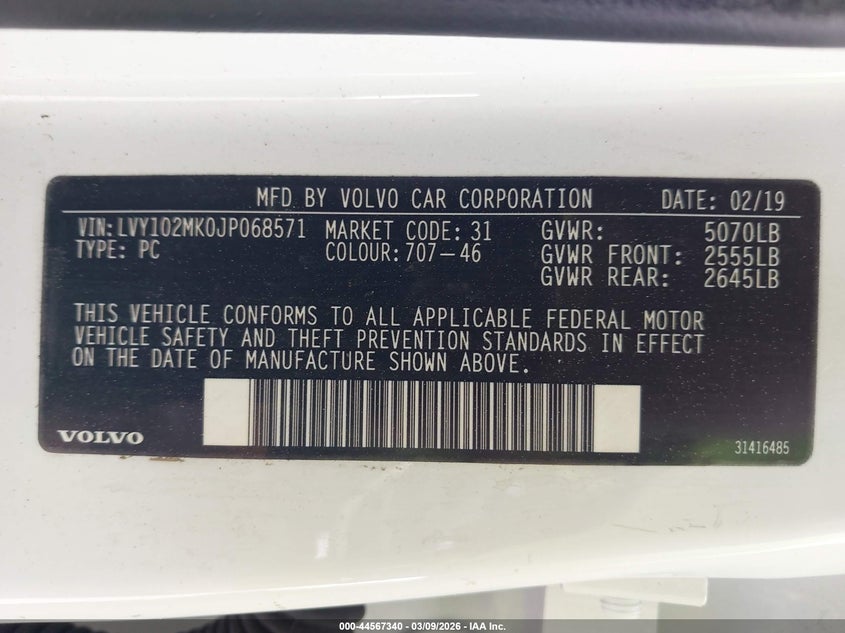 MFD BY VOLVO CAR CORPORATION DATE: 02/19
VIN:LVY102MK0JP068571 MARKET CODE: 31 GVWR: 5070LB
TYPE: PC COLOUR:707-46 GVWR FRONT: 2555LB
GVWR REAR: 2645LB
THIS VEHICLE CONFORMS TO ALL APPLICABLE FEDERAL MOTOR
VEHICLE SAFETY AND THEFT PREVENTION STANDARDS IN EFFECT
ON THE DATE OF MANUFACTURE SHOWN ABOVE.
VOLVO
31416485
000-44567340 - 03/09/2026 - IAA Inc.